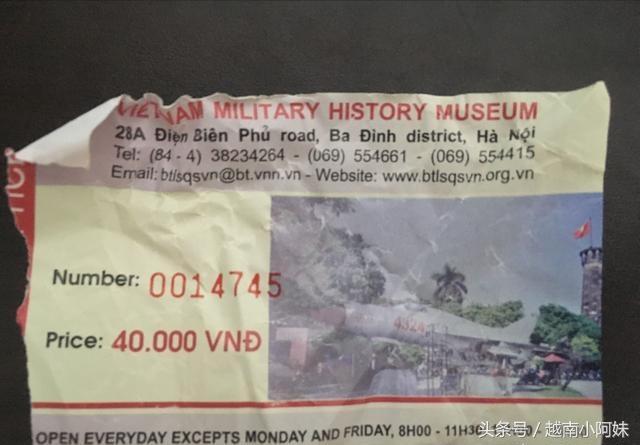 VIETNAM MILITARY HISTORY MUSEUM
28A Điện Biên Phủ road, Ba Đình district, Hà Nội
Tel: (84 - 4) 38234264 - (069) 554661 - (069) 554415
Email: btlsqsvn@bt.vnn.vn - Website: www.btlsqsvn.org.vn
Number: 0014745
4324
Price: 40.000 VNĐ
OPEN EVERYDAY EXCEPTS MONDAY AND FRIDAY, 8H00 - 11H30
头条号 / 越南小阿妹